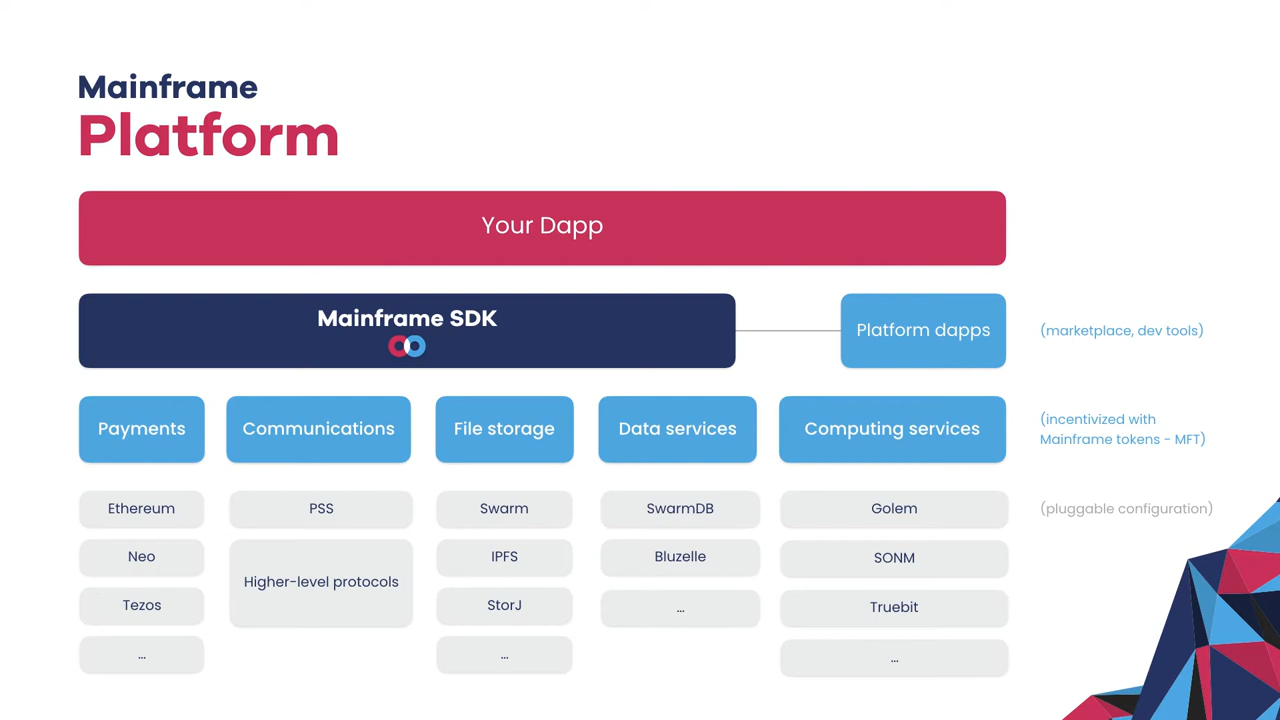 Mainframe
Platform
Your Dapp
Mainframe SDK
Platform dapps
(marketplace, dev tools)
Payments
Communications
File storage
Data services
Computing services
(incentivized with
Mainframe tokens - MFT)
Ethereum
PSS
Swarm
SwarmDB
Golem
(pluggable configuration)
Neo
Higher-level protocols
IPFS
Bluzelle
SONM
Tezos
StorJ
...
Truebit
...
...
...